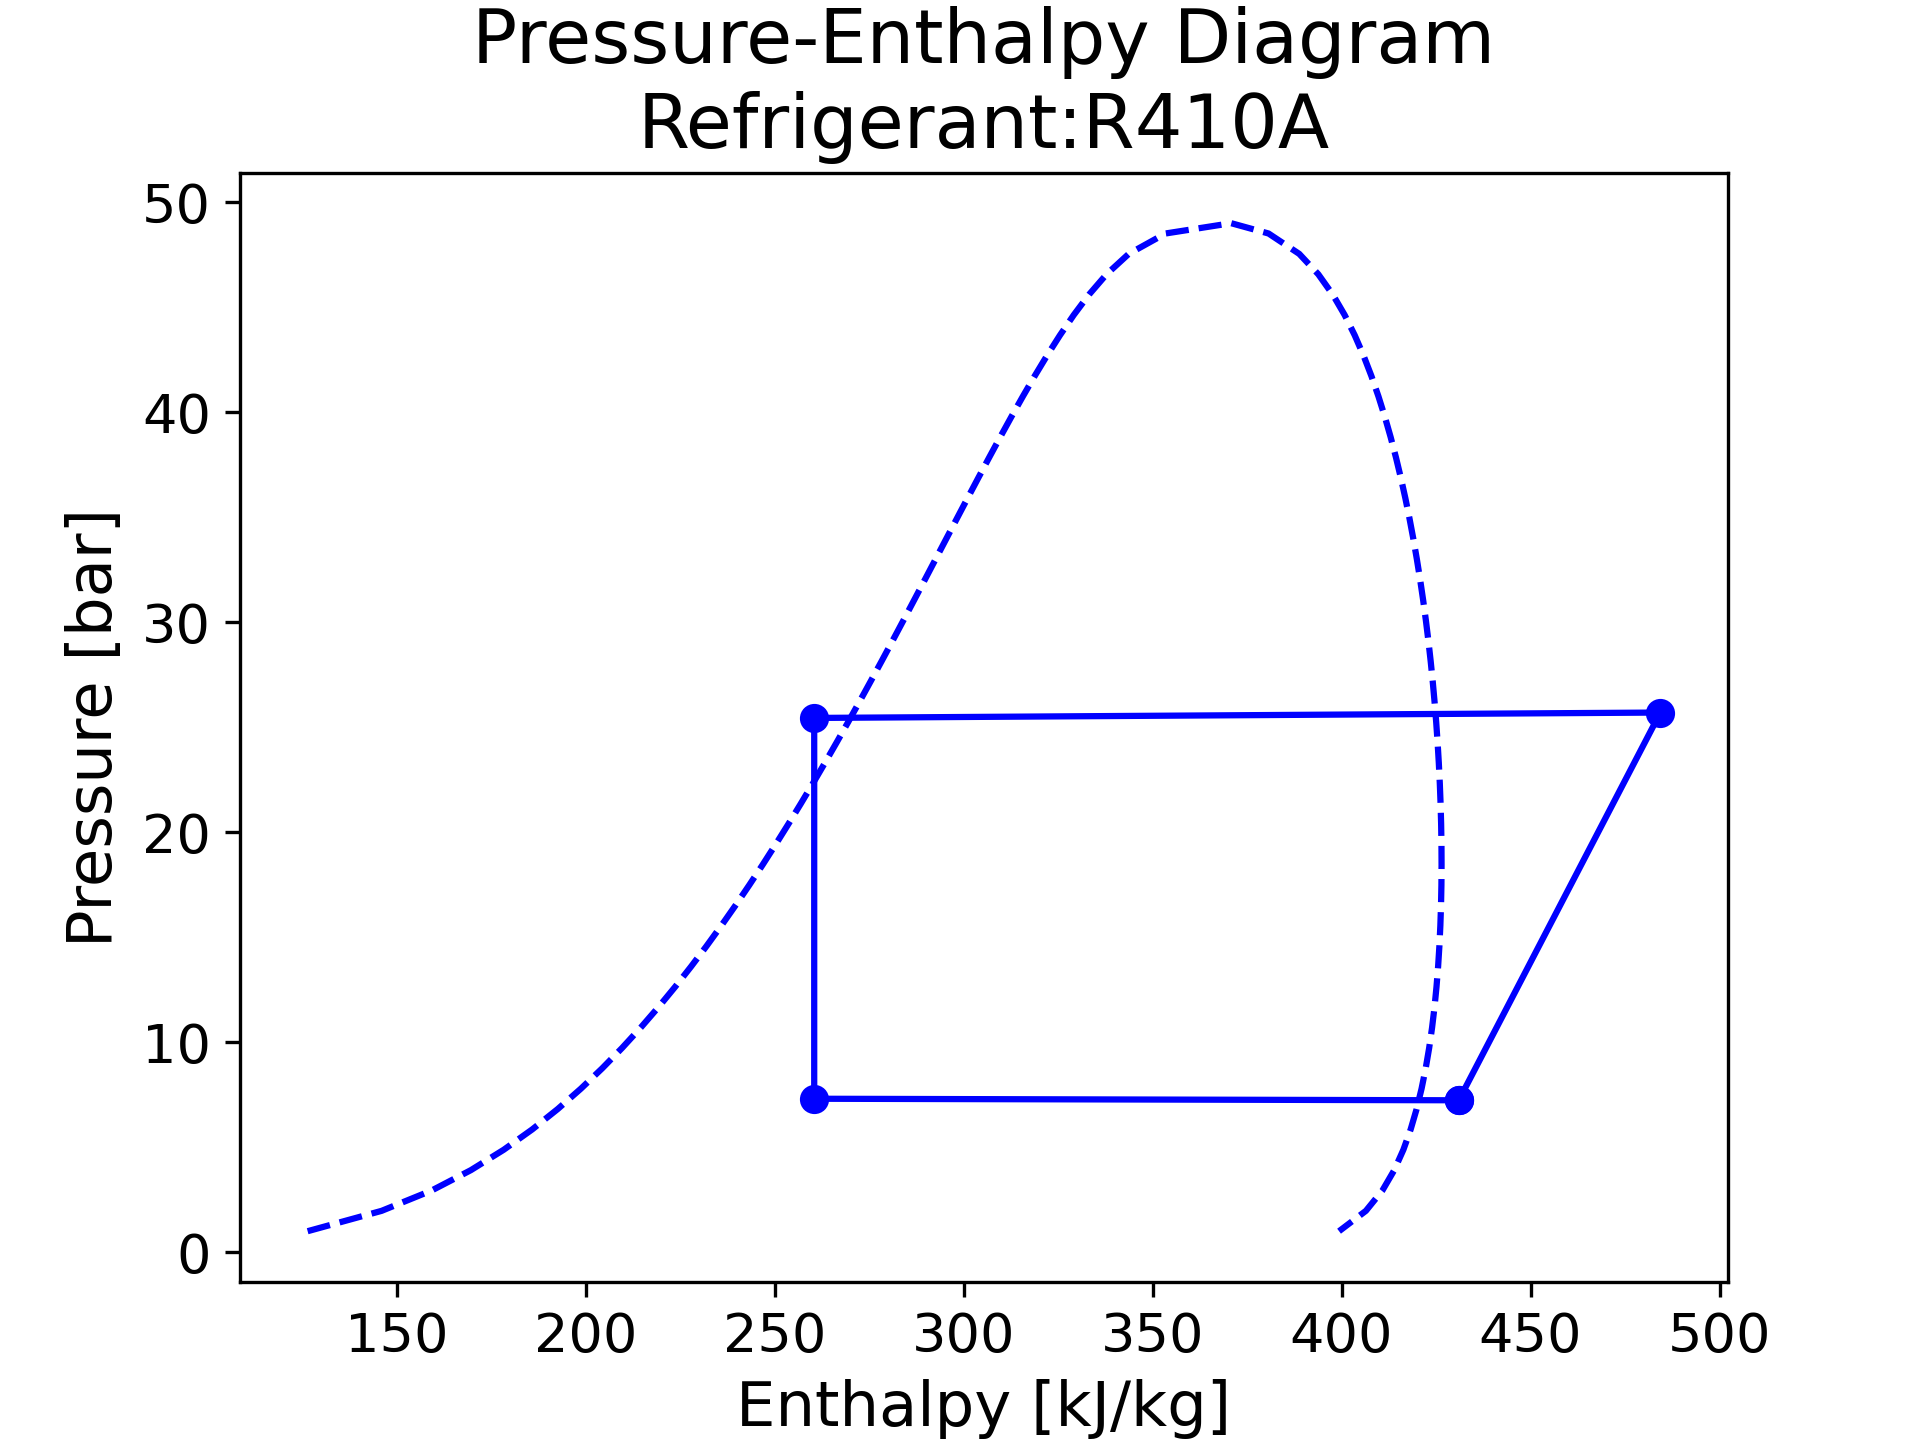 Pressure-Enthalpy Diagram
Refrigerant:R410A
50
40
30
20
10
0
Pressure [bar]
150 200 250 300 350 400 450 500
Enthalpy [kJ/kg]